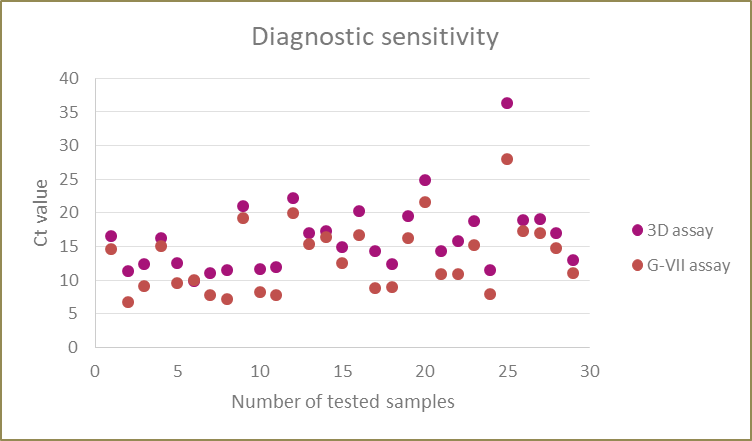 Diagnostic sensitivity
40
35
30
25
20
15
10
5
0
Ct value
0 5 10 15 20 25 30
Number of tested samples
3D assay
G-VII assay